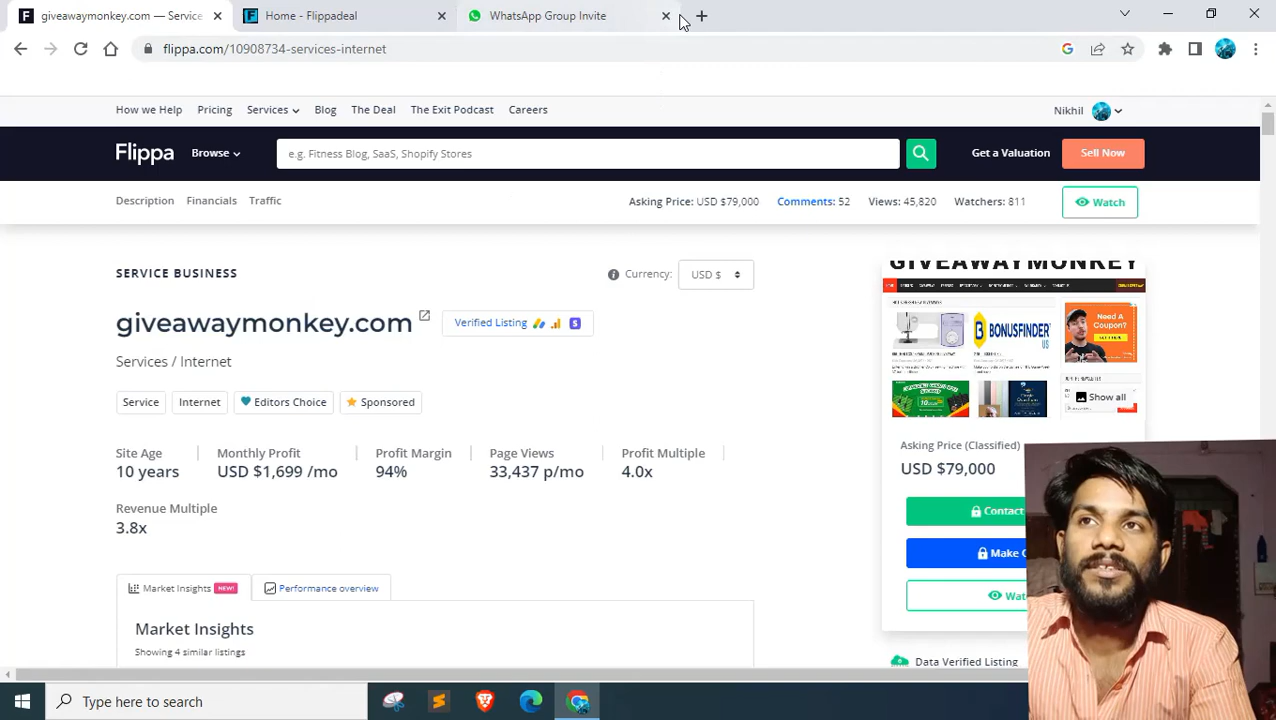 giveawaymonkey.com — Service
Home - Flippadeal
WhatsApp Group Invite
flippa.com/10908734-services-internet
How we Help
Pricing
Services
Blog
The Deal
The Exit Podcast
Careers
Nikhil
Flippa
Browse
e.g. Fitness Blog, SaaS, Shopify Stores
Get a Valuation
Sell Now
Description
Financials
Traffic
Asking Price: USD $79,000
Comments: 52
Views: 45,820
Watchers: 811
Watch
SERVICE BUSINESS
Currency:
USD $
giveawaymonkey.com
Verified Listing
Services / Internet
Service
Intern
Editors Choice
Sponsored
Site Age
Monthly Profit
Profit Margin
Page Views
Profit Multiple
10 years
USD $1,699 /mo
94%
33,437 p/mo
4.0x
Revenue Multiple
3.8x
Market Insights
NEW!
Performance overview
Market Insights
Showing 4 similar listings
GIVEAWAYMONKEY
BONUSFINDER
US
Need A
Coupon?
Show all
Asking Price (Classified)
USD $79,000
Contact
Make O
Wat
Data Verified Listing
Type here to search